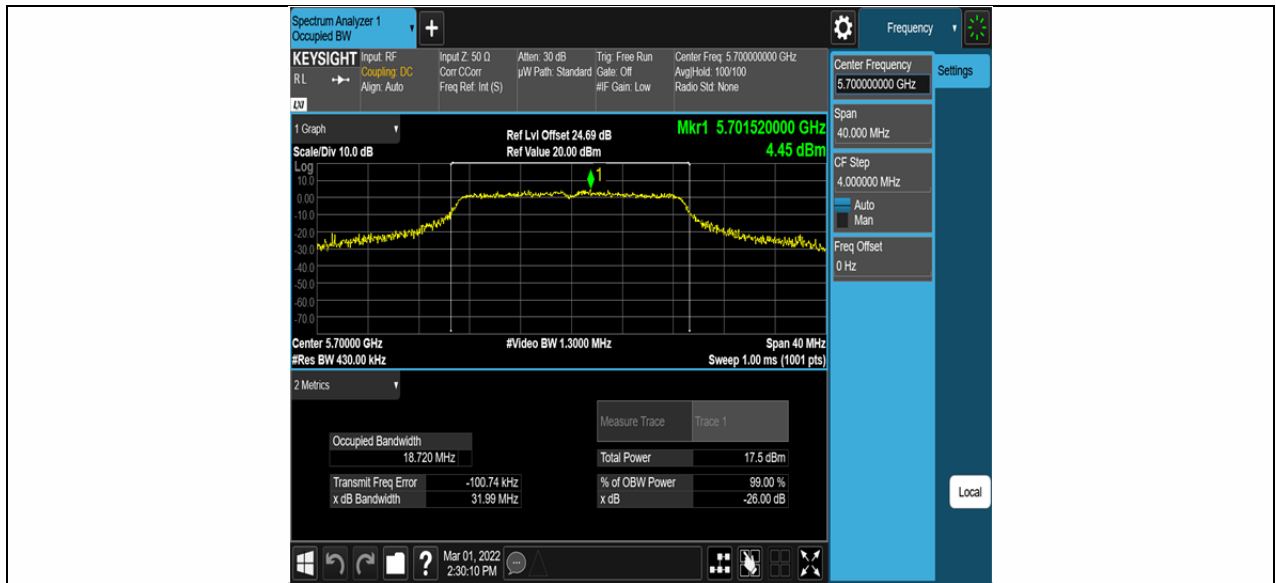 Spectrum Analyzer 1
Occupied BW
+
Frequency
KEYSIGHT
RL
LXI
Input: RF
Coupling: DC
Align: Auto
Input Z: 50 Ω
Corr CCorr
Freq Ref: Int (S)
Atten: 30 dB
µW Path: Standard
Trig: Free Run
Gate: Off
#IF Gain: Low
Center Freq: 5.700000000 GHz
Avg|Hold: 100/100
Radio Std: None
Center Frequency
5.700000000 GHz
Settings
Span
40.000 MHz
CF Step
4.000000 MHz
Auto
Man
Freq Offset
0 Hz
Local
1 Graph
Scale/Div 10.0 dB
Ref Lvl Offset 24.69 dB
Ref Value 20.00 dBm
Mkr1 5.701520000 GHz
4.45 dBm
Log
10.0
0.00
-10.0
-20.0
-30.0
-40.0
-50.0
-60.0
-70.0
1
Center 5.70000 GHz
#Res BW 430.00 kHz
#Video BW 1.3000 MHz
Span 40 MHz
Sweep 1.00 ms (1001 pts)
2 Metrics
Measure Trace Trace 1
Occupied Bandwidth
18.720 MHz
Total Power 17.5 dBm
Transmit Freq Error -100.74 kHz
% of OBW Power 99.00 %
x dB Bandwidth 31.99 MHz
x dB -26.00 dB
?
Mar 01, 2022
2:30:10 PM